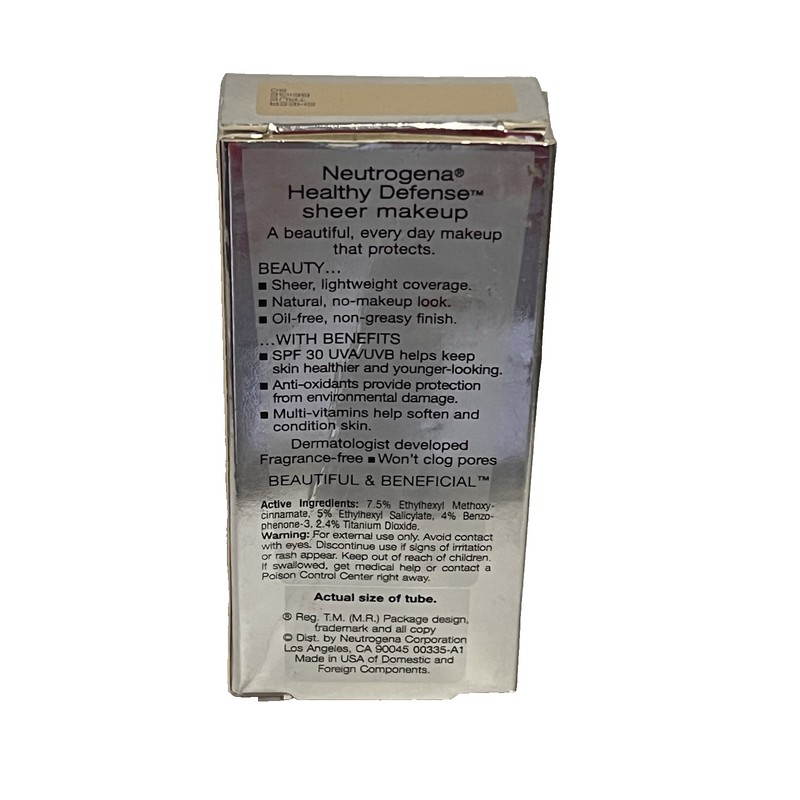 Neutrogena®
Healthy Defense™
sheer makeup
A beautiful, every day makeup
that protects.
BEAUTY...
■ Sheer, lightweight coverage.
■ Natural, no-makeup look.
■ Oil-free, non-greasy finish.
...WITH BENEFITS
■ SPF 30 UVA/UVB helps keep
skin healthier and younger-looking.
■ Anti-oxidants provide protection
from environmental damage.
■ Multi-vitamins help soften and
condition skin.
Dermatologist developed
Fragrance-free ■ Won't clog pores
BEAUTIFUL & BENEFICIAL™
Active Ingredients: 7.5% Ethylhexyl Methoxy-
cinnamate, 5% Ethylhexyl Salicylate, 4% Benzo-
phenone-3, 2.4% Titanium Dioxide.
Warning: For external use only. Avoid contact
with eyes. Discontinue use if signs of irritation
or rash appear. Keep out of reach of children.
If swallowed, get medical help or contact a
Poison Control Center right away.
Actual size of tube.
® Reg. T.M. (M.R.) Package design,
trademark and all copy
© Dist. by Neutrogena Corporation
Los Angeles, CA 90045 00335-A1
Made in USA of Domestic and
Foreign Components.